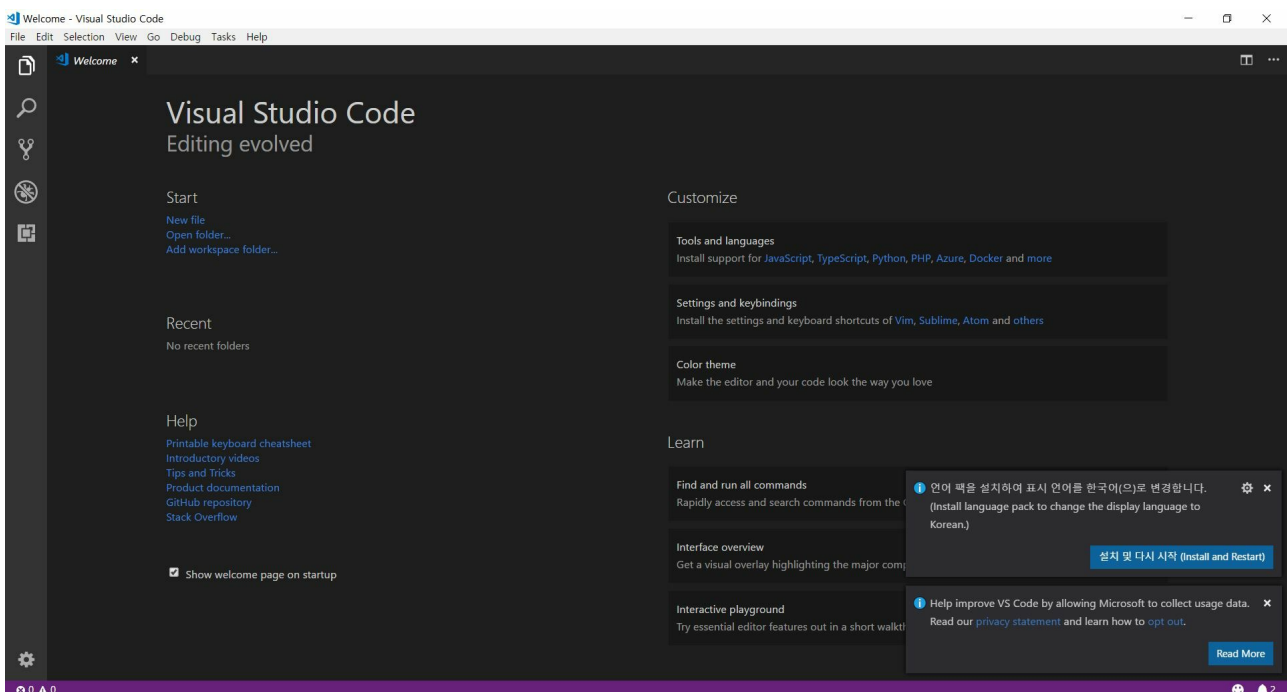 Welcome - Visual Studio Code
File Edit Selection View Go Debug Tasks Help
Welcome
Visual Studio Code
Editing evolved
Start
New file
Open folder...
Add workspace folder...
Recent
No recent folders
Help
Printable keyboard cheatsheet
Introductory videos
Tips and Tricks
Product documentation
GitHub repository
Stack Overflow
Show welcome page on startup
Customize
Tools and languages
Install support for JavaScript, TypeScript, Python, PHP, Azure, Docker and more
Settings and keybindings
Install the settings and keyboard shortcuts of Vim, Sublime, Atom and others
Color theme
Make the editor and your code look the way you love
Learn
Find and run all commands
Rapidly access and search commands from the
Interface overview
Get a visual overlay highlighting the major
Interactive playground
Try essential editor features out in a short
언어 팩을 설치하여 표시 언어를 한국어(으)로 변경합니다.
(Install language pack to change the display language to
Korean.)
설치 및 다시 시작 (Install and Restart)
Help improve VS Code by allowing Microsoft to collect usage data.
Read our privacy statement and learn how to opt out.
Read More
0 0
2